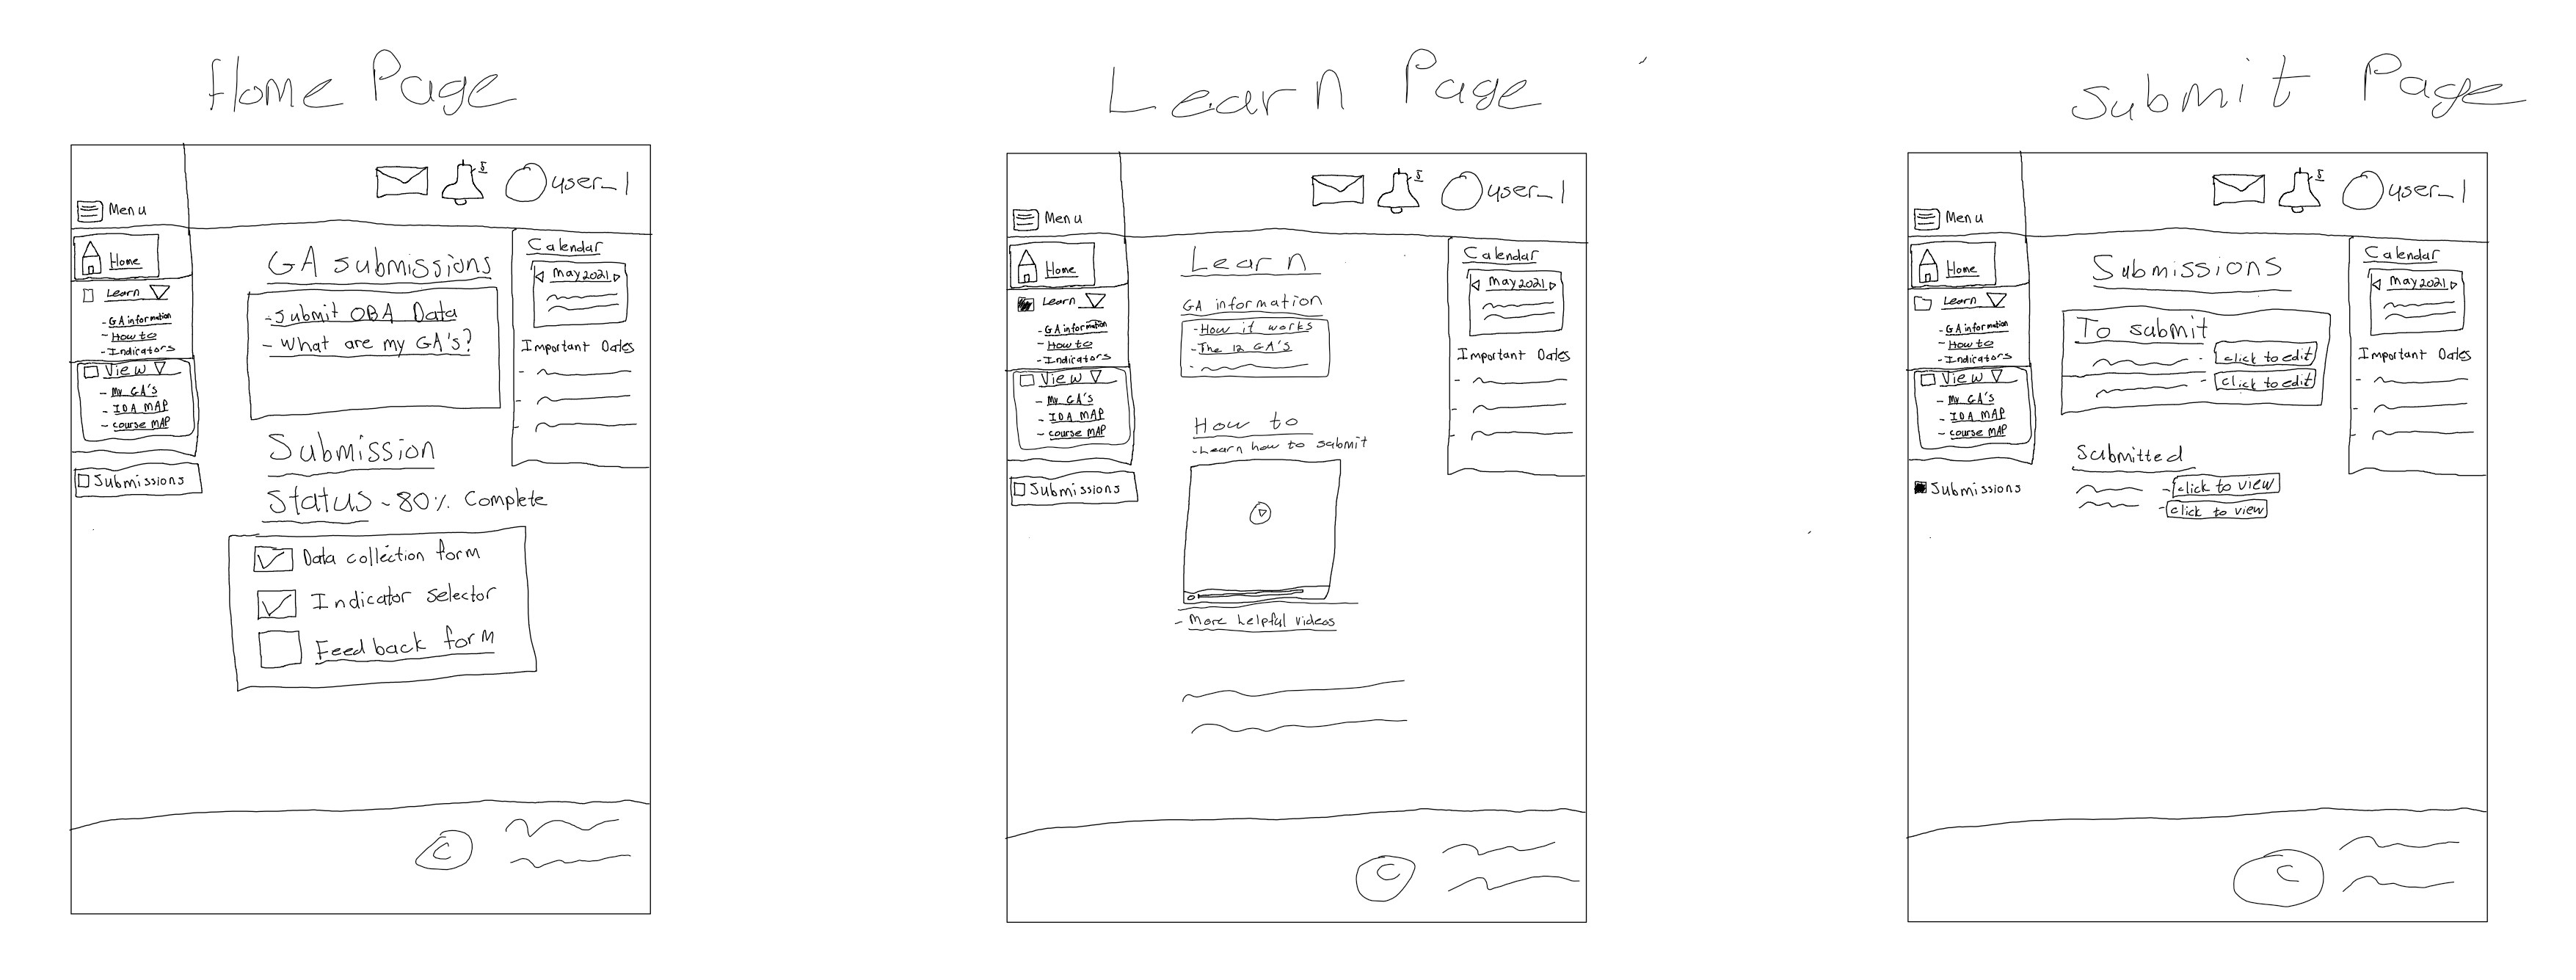 Home Page
Menu
5
user_1
Home
Learn
- GA information
- How to
- Indicators
View
- My GA's
- IOA MAP
- course MAP
Submissions
GA submissions
- Submit OBA Data
- What are my GA's?
Submission
Status - 80% Complete
Data collection form
Indicator selector
Feedback form
Calendar
May 2021
Important Dates
C
Learn Page
Menu
5
user_1
Home
Learn
- GA information
- How to
- Indicators
View
- My GA's
- IOA MAP
- course MAP
Submissions
Learn
GA information
- How it works
- The 12 GA's
How to
- Learn how to submit
- More helpful videos
Calendar
May 2021
Important Dates
C
Submit Page
Menu
5
user_1
Home
Learn
- GA information
- How to
- Indicators
View
- My GA's
- IOA MAP
- course MAP
Submissions
Submissions
To submit
- click to edit
- click to edit
Submitted
- click to view
- click to view
Calendar
May 2021
Important Dates
C